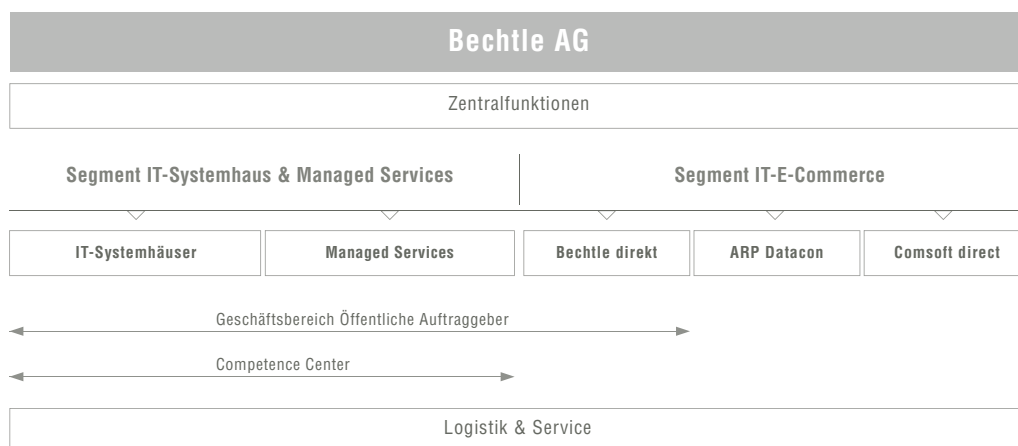 Bechtle AG
Zentralfunktionen
Segment IT-Systemhaus & Managed Services
Segment IT-E-Commerce
IT-Systemhäuser
Managed Services
Bechtle direkt
ARP Datacon
Comsoft direct
Geschäftsbereich Öffentliche Auftraggeber
Competence Center
Logistik & Service